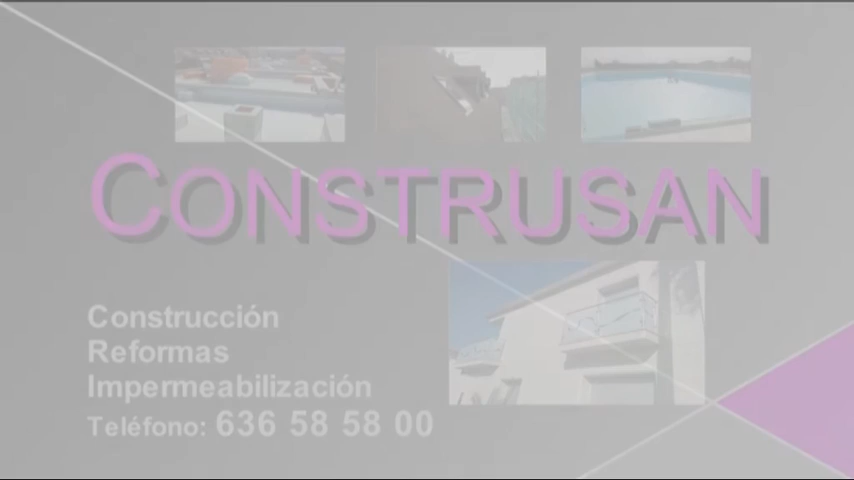 CONSTRUSAN
Construcción
Reformas
Impermeabilización
Teléfono: 636 58 58 00